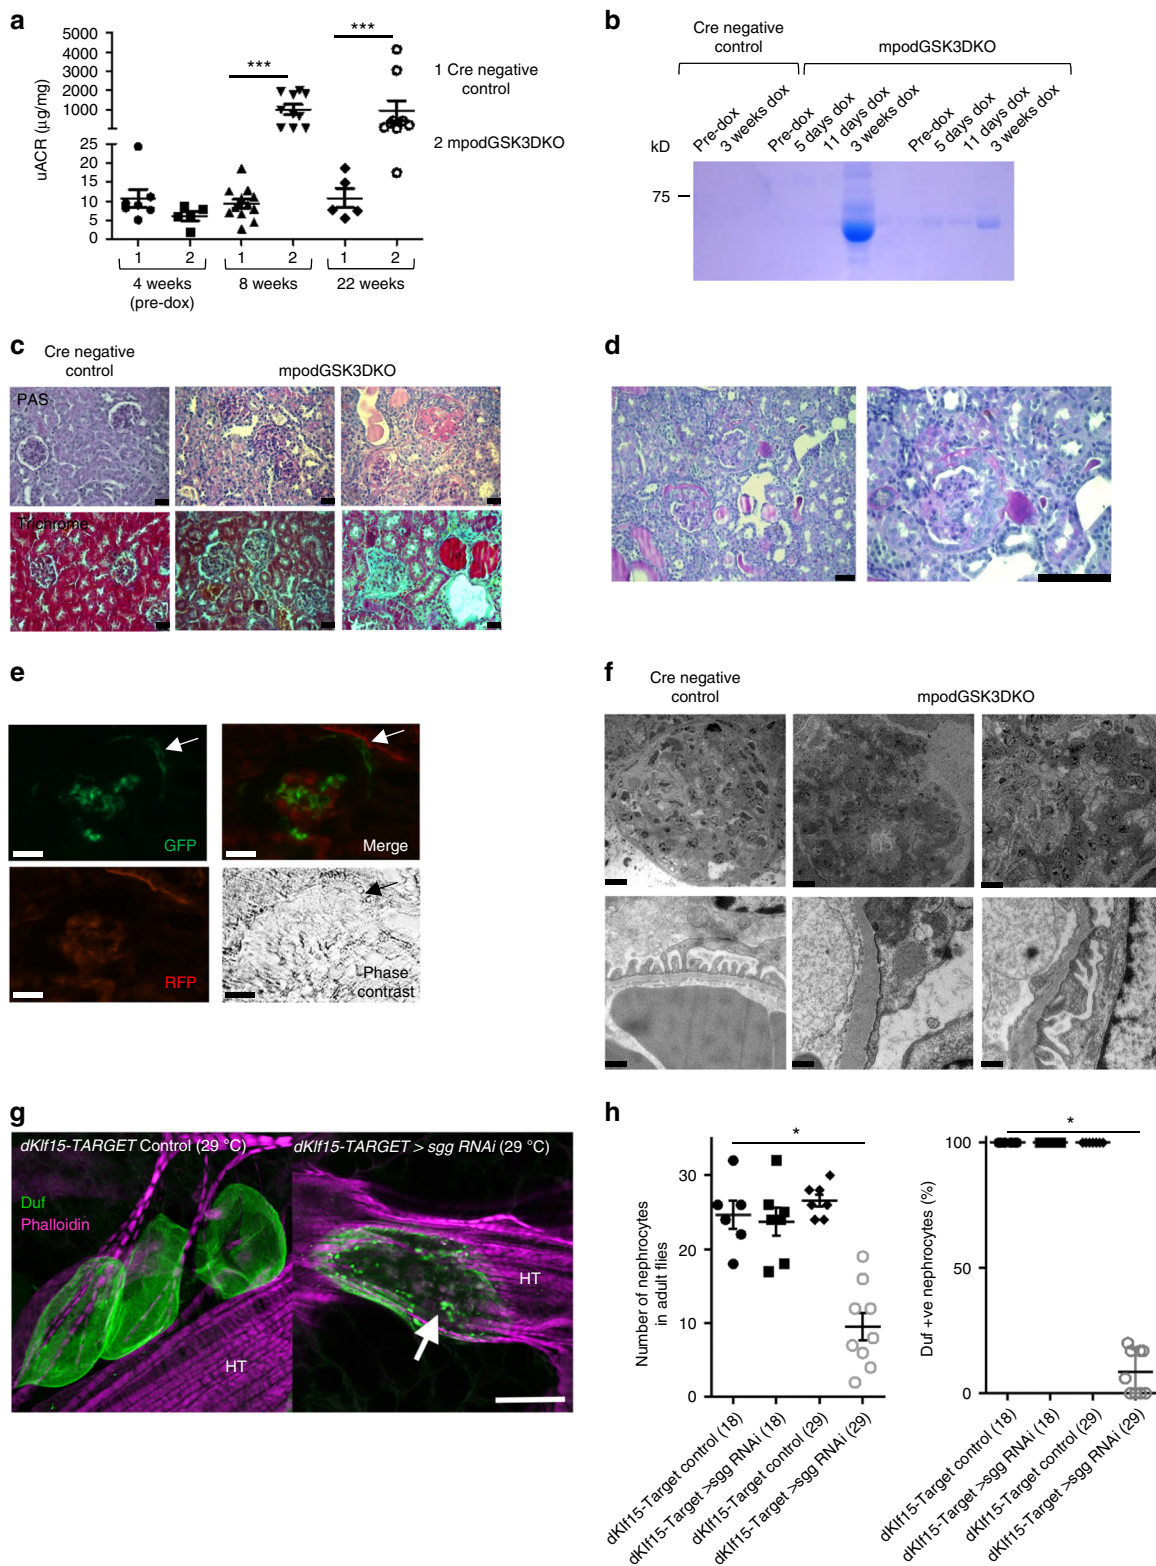 a
5000
4000
3000
2000
1000
25
20
15
10
5
0
uACR (μg/mg)
***
***
1 Cre negative
control
2 mpodGSK3DKO
1
2
1
2
1
2
4 weeks
(pre-dox)
8 weeks
22 weeks
b
Cre negative
control
mpodGSK3DKO
Pre-dox
3 weeks dox
Pre-dox
5 days dox
11 days dox
3 weeks dox
Pre-dox
5 days dox
11 days dox
3 weeks dox
kD
75
c
Cre negative
control
mpodGSK3DKO
PAS
Trichrome
d
e
GFP
Merge
RFP
Phase
contrast
f
Cre negative
control
mpodGSK3DKO
g
dKlf15-TARGET Control (29 °C)
dKlf15-TARGET > sgg RNAi (29 °C)
Duf
Phalloidin
HT
HT
h
*
30
20
10
0
Number of nephrocytes
in adult flies
dKlf15-Target control (18)
dKlf15-Target >sgg RNAi (18)
dKlf15-Target control (29)
dKlf15-Target >sgg RNAi (29)
*
100
50
0
Duf +ve nephrocytes (%)
dKlf15-Target control (18)
dKlf15-Target >sgg RNAi (18)
dKlf15-Target control (29)
dKlf15-Target >sgg RNAi (29)